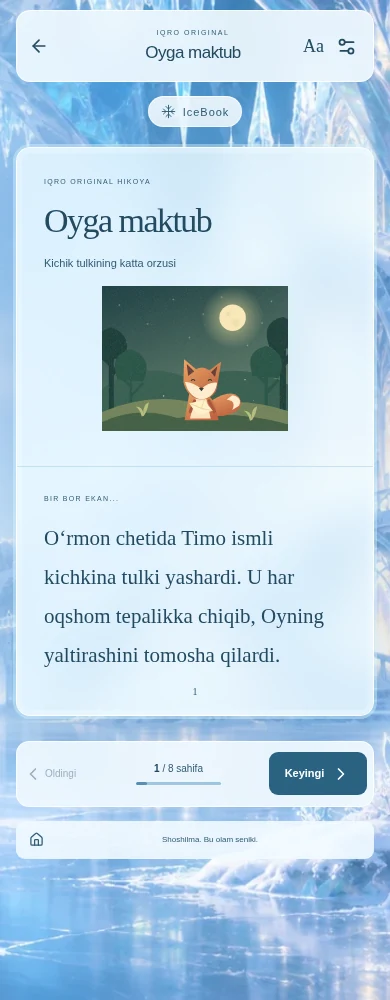 IQRO ORIGINAL
Oyga maktub
Aa
IceBook
IQRO ORIGINAL HIKOYA
Oyga maktub
Kichik tulkining katta orzusi
BIR BOR EKAN...
Oʻrmon chetida Timo ismli
kichkina tulki yashardi. U har
oqshom tepalikka chiqib, Oyning
yaltirashini tomosha qilardi.
1
Oldingi
1 / 8 sahifa
Keyingi
Shoshilma. Bu olam seniki.